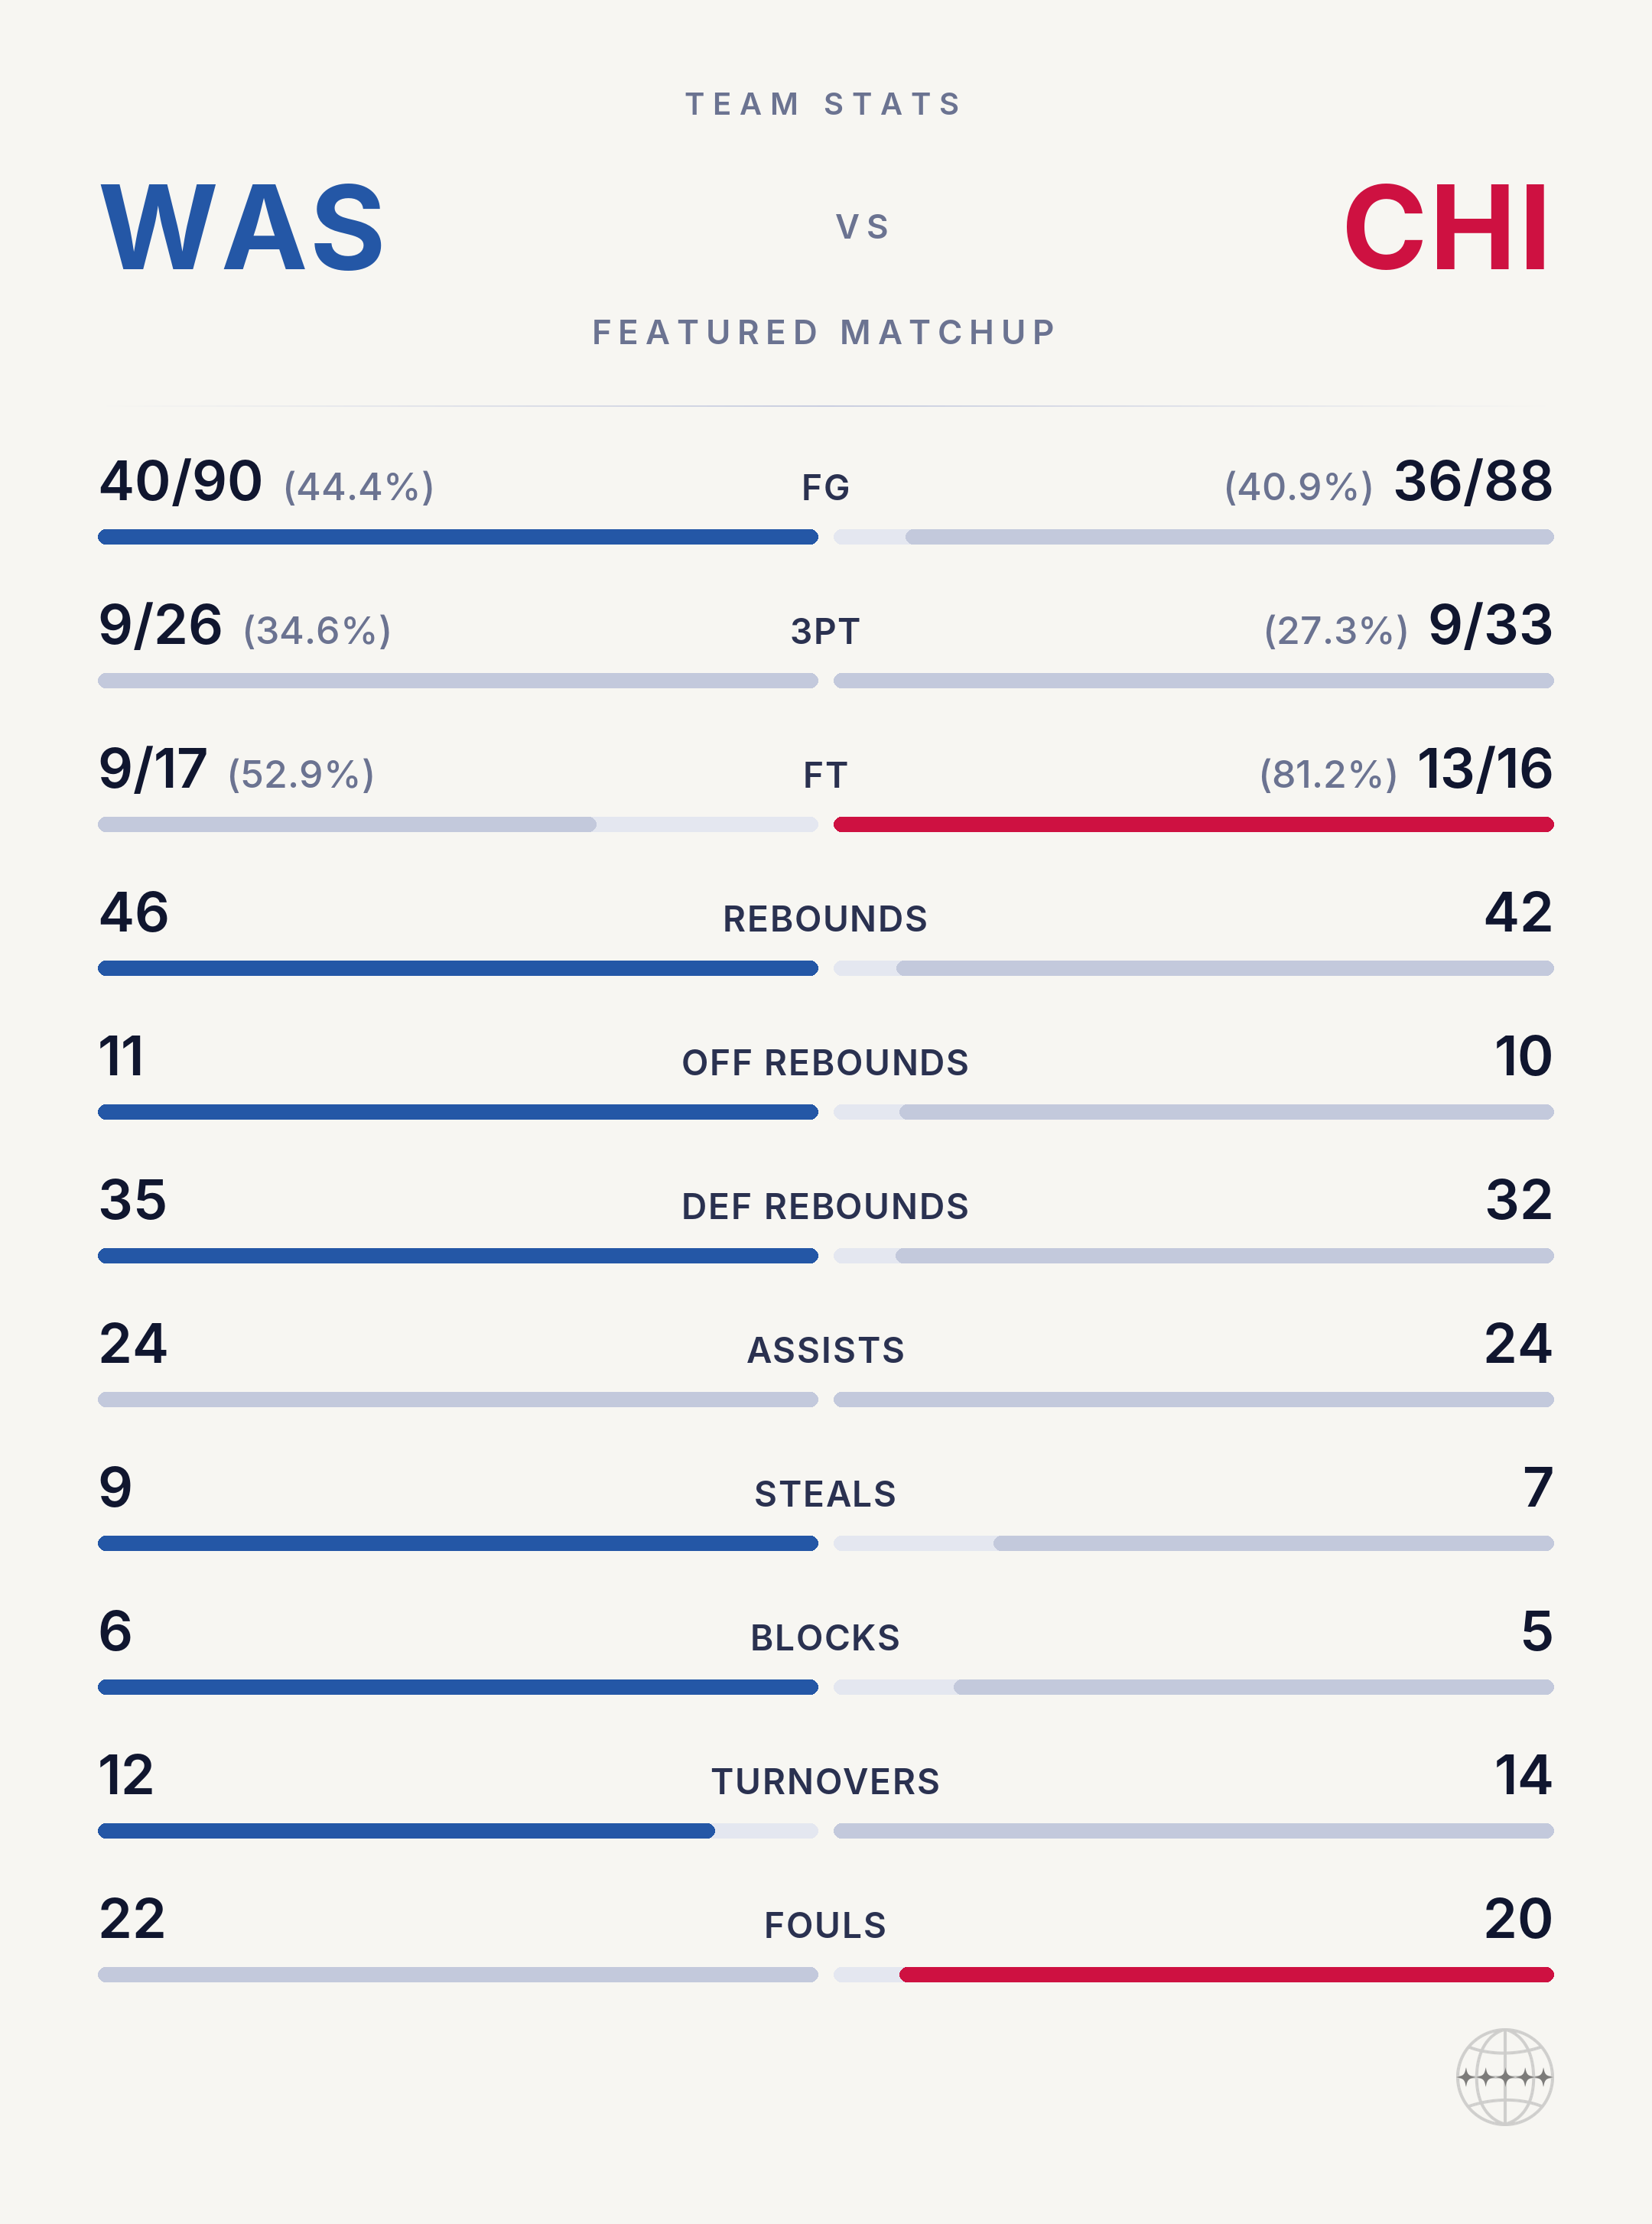 TEAM STATS
WAS VS CHI
FEATURED MATCHUP
40/90 (44.4%) FG (40.9%) 36/88
9/26 (34.6%) 3PT (27.3%) 9/33
9/17 (52.9%) FT (81.2%) 13/16
46 REBOUNDS 42
11 OFF REBOUNDS 10
35 DEF REBOUNDS 32
24 ASSISTS 24
9 STEALS 7
6 BLOCKS 5
12 TURNOVERS 14
22 FOULS 20